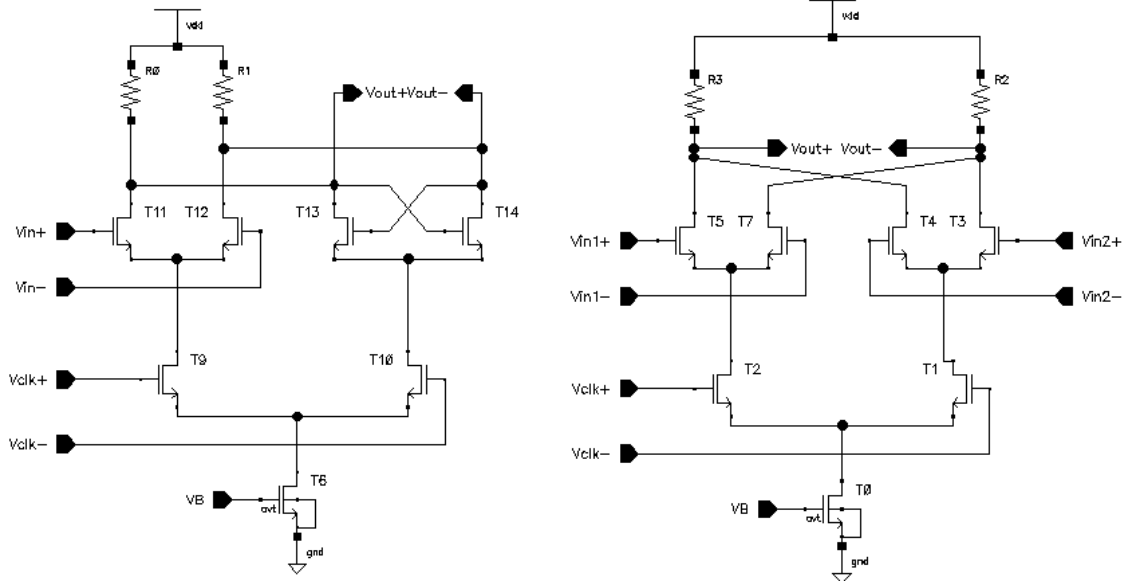 vdd
R0
R1
Vout+Vout-
T11
T12
T13
T14
Vin+
Vin-
T9
T10
Vclk+
Vclk-
T6
VB
avt
gnd
vdd
R3
R2
Vout+
Vout-
T5
T7
T4
T3
Vin1+
Vin2+
Vin1-
Vin2-
T2
T1
Vclk+
Vclk-
T0
VB
avt
gnd